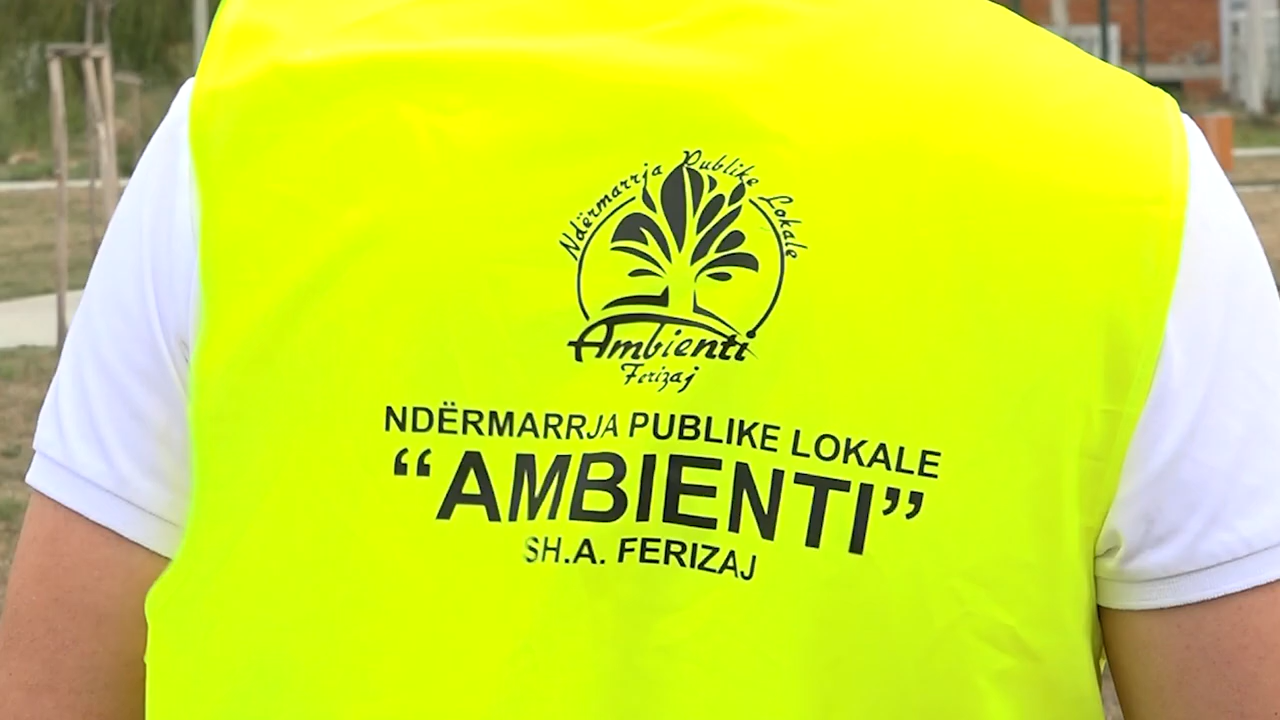 Ndërmarrja Publike Lokale
Ambienti
Ferizaj
NDËRMARRJA PUBLIKE LOKALE
“AMBIENTI”
SH.A. FERIZAJ